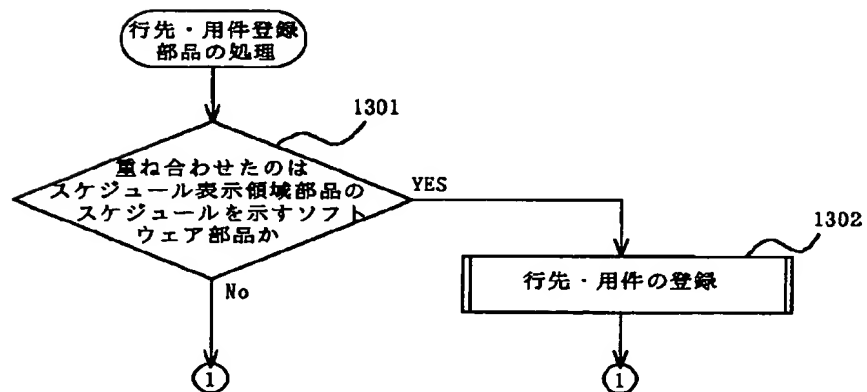 行先・用件登録
部品の処理
1301
重ね合わせたのは
スケジュール表示領域部品の
スケジュールを示すソフト
ウェア部品か
YES
1302
行先・用件の登録
No
1
1